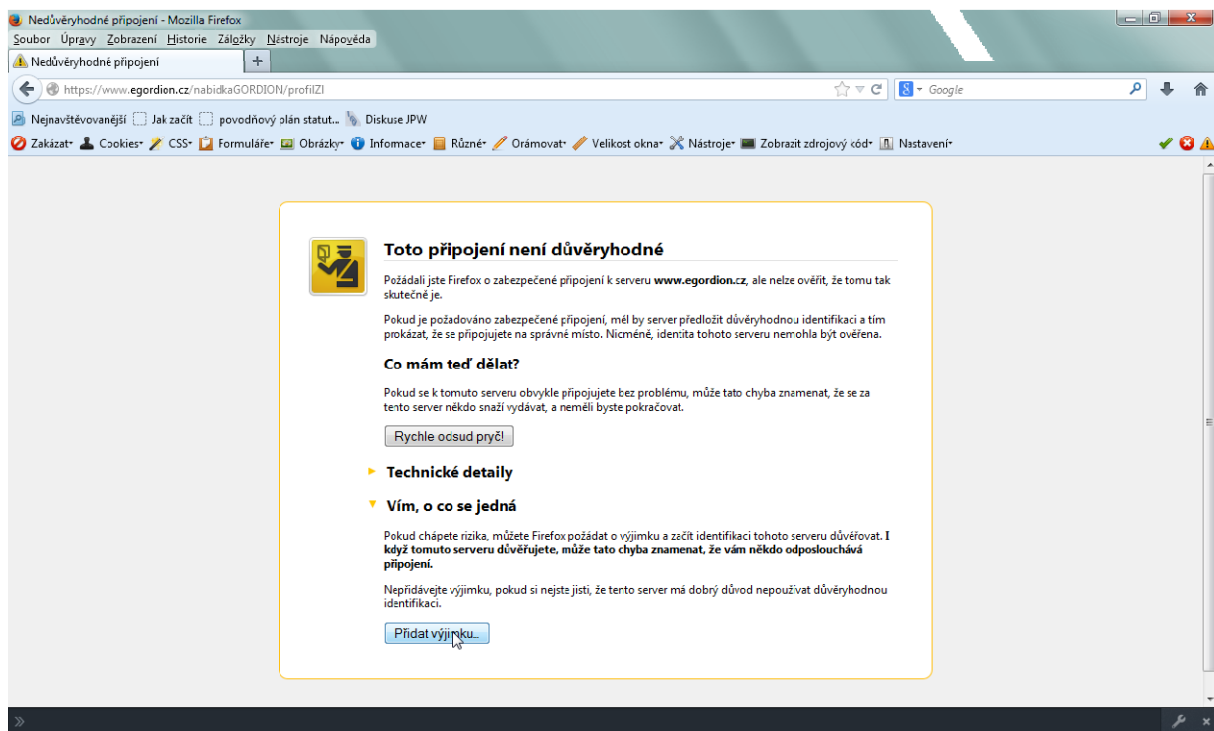 Nedůvěryhodné připojení - Mozilla Firefox
Soubor Úpravy Zobrazení Historie Záložky Nástroje Nápověda
Nedůvěryhodné připojení
https://www.egordion.cz/nabidkaGORDION/profilZI
Google
Nejnavštěvovanější Jak začít povodňový plán statut... Diskuse JPW
Zakázat Cookies CSS Formuláře Obrázky Informace Různé Orámovat Velikost okna Nástroje Zobrazit zdrojový kód Nastavení
Toto připojení není důvěryhodné
Požádali jste Firefox o zabezpečené připojení k serveru www.egordion.cz, ale nelze ověřit, že tomu tak
skutečně je.
Pokud je požadováno zabezpečené připojení, měl by server předložit důvěryhodnou identifikaci a tím
prokázat, že se připojujete na správné místo. Nicméně, identita tohoto serveru nemohla být ověřena.
Co mám teď dělat?
Pokud se k tomuto serveru obvykle připojujete bez problému, může tato chyba znamenat, že se za
tento server někdo snaží vydávat, a neměli byste pokračovat.
Rychle odsud pryč!
Technické detaily
Vím, o co se jedná
Pokud chápete rizika, můžete Firefox požádat o výjimku a začít identifikaci tohoto serveru důvěřovat. I
když tomuto serveru důvěřujete, může tato chyba znamenat, že vám někdo odposlouchává
připojení.
Nepřidávejte výjimku, pokud si nejste jisti, že tento server má dobrý důvod nepoužívat důvěryhodnou
identifikaci.
Přidat výjimku...